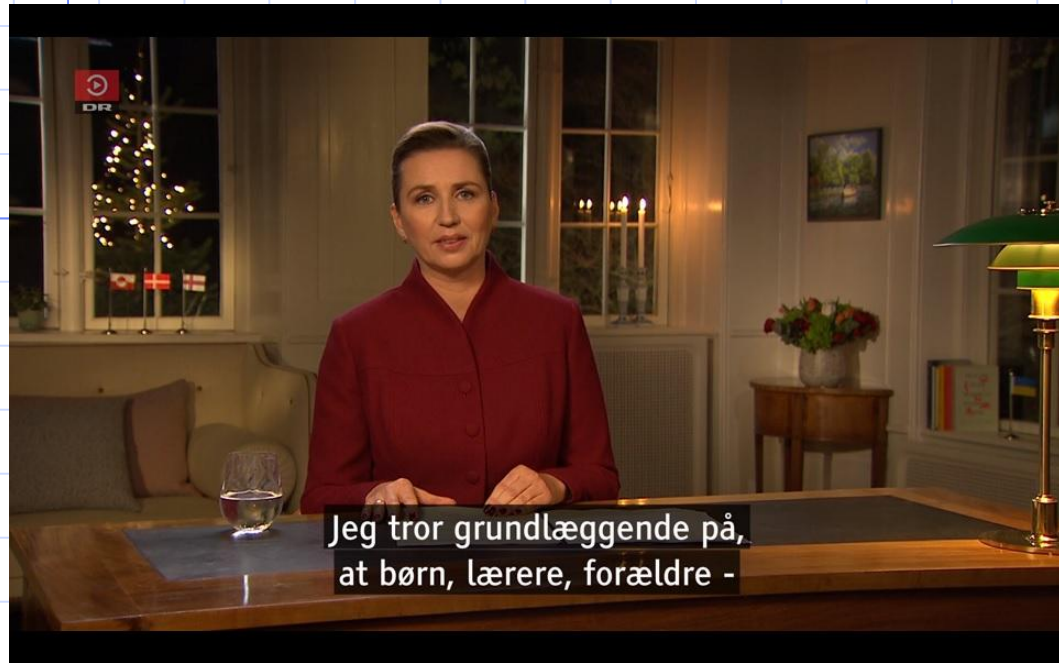 DR
Jeg tror grundlæggende på,
at børn, lærere, forældre -